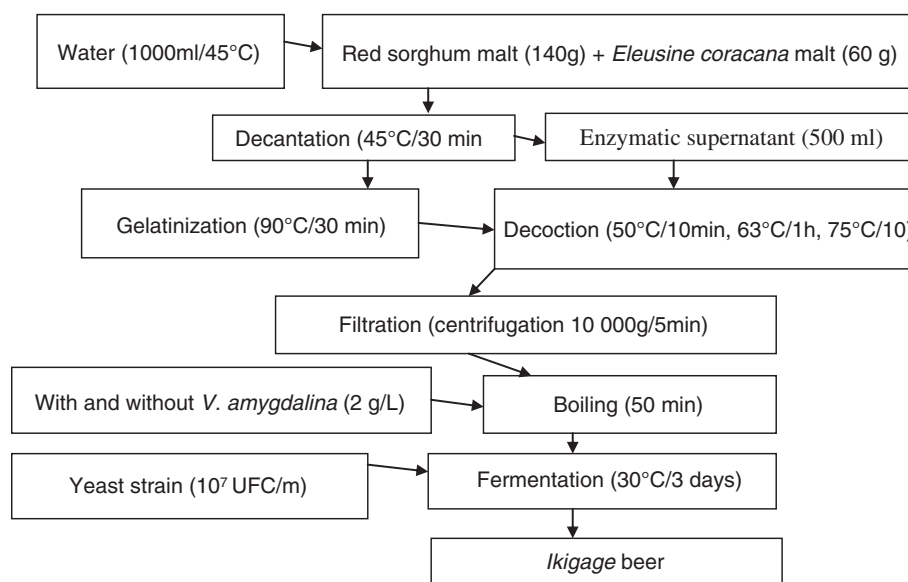 Water (1000ml/45°C)
Red sorghum malt (140g) + Eleusine coracana malt (60 g)
Decantation (45°C/30 min
Enzymatic supernatant (500 ml)
Gelatinization (90°C/30 min)
Decoction (50°C/10min, 63°C/1h, 75°C/10)
Filtration (centrifugation 10 000g/5min)
With and without V. amygdalina (2 g/L)
Boiling (50 min)
Yeast strain (10⁷ UFC/m)
Fermentation (30°C/3 days)
Ikigage beer